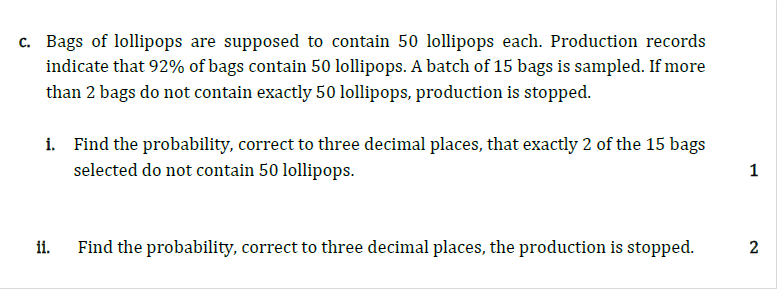 c. Bags of lollipops are supposed to contain 50 lollipops each. Production records
indicate that 92% of bags contain 50 lollipops. A batch of 15 bags is sampled. If more
than 2 bags do not contain exactly 50 lollipops, production is stopped.
i. Find the probability, correct to three decimal places, that exactly 2 of the 15 bags
selected do not contain 50 lollipops. 1
ii. Find the probability, correct to three decimal places, the production is stopped. 2